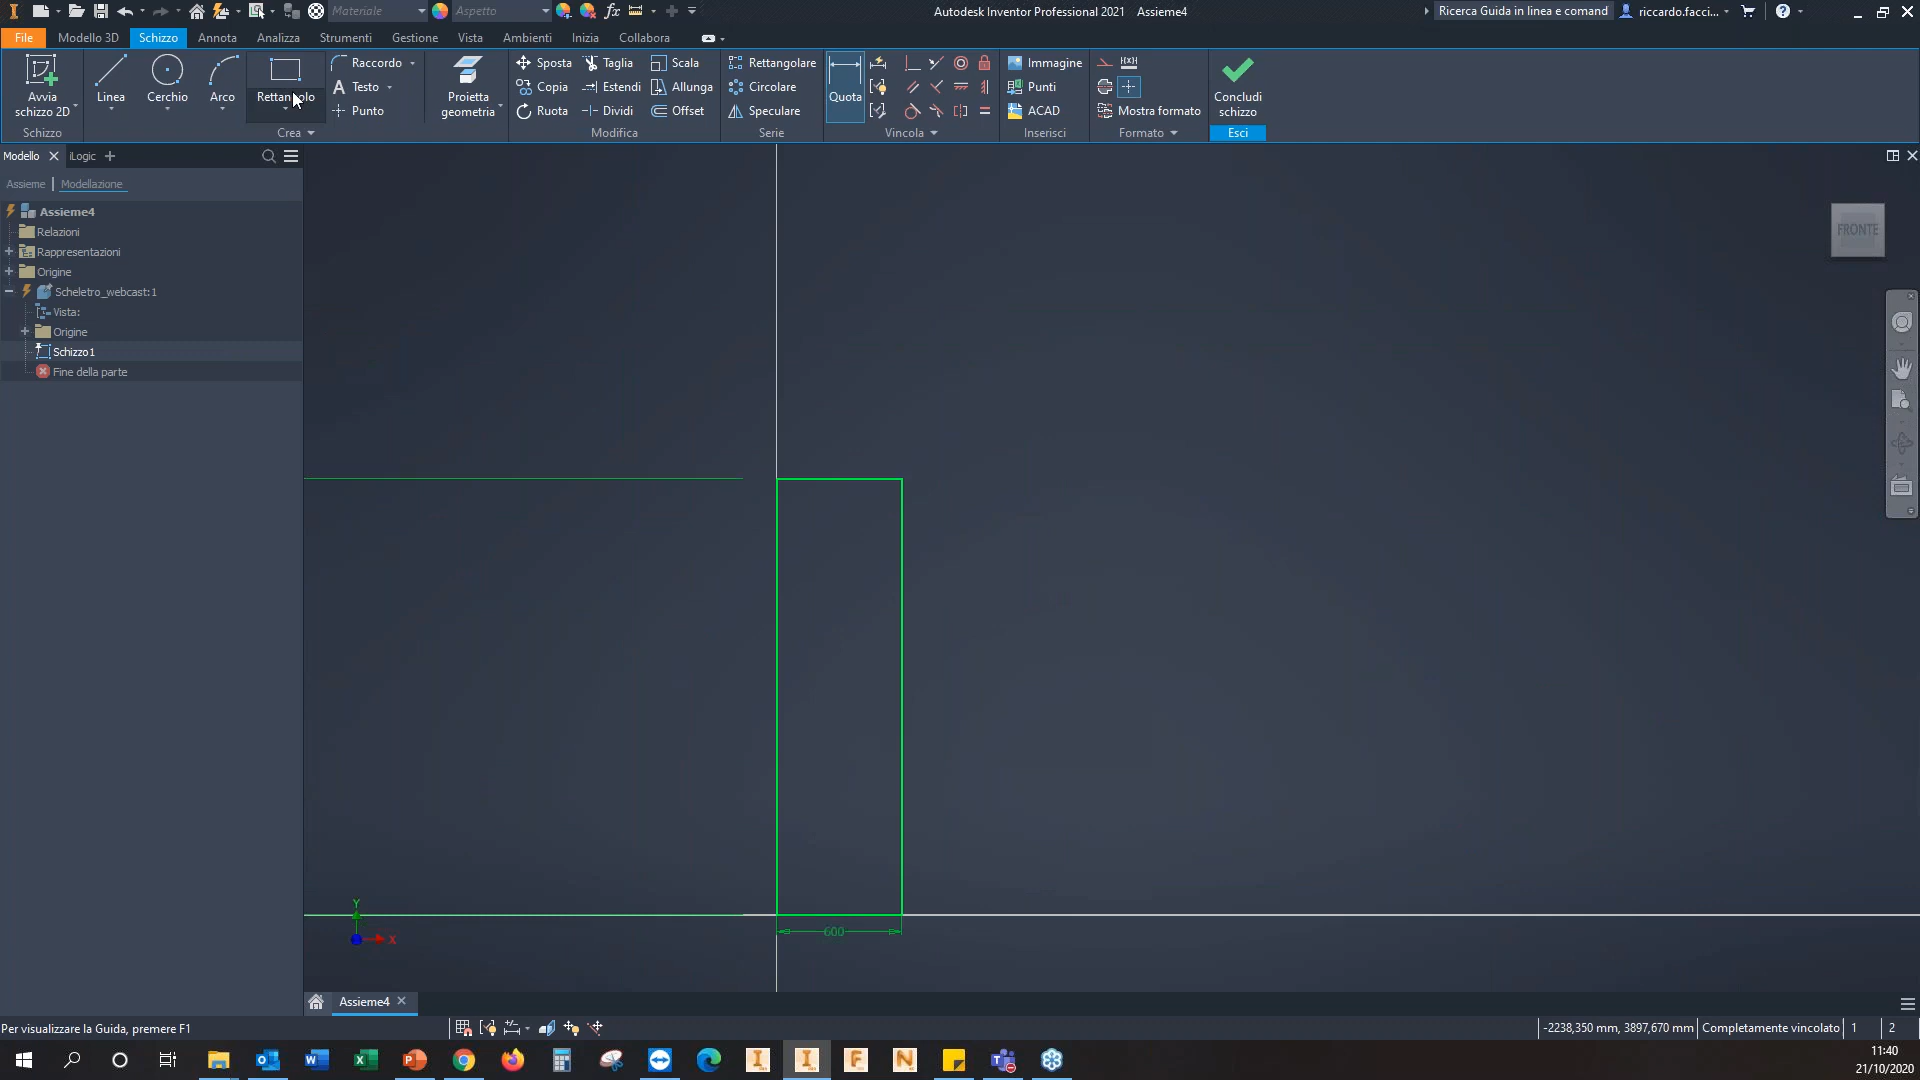 Materiale
Aspetto
Autodesk Inventor Professional 2021 Assieme4
Ricerca Guida in linea e comand
riccardo.facci...
File
Modello 3D
Schizzo
Annota
Analizza
Strumenti
Gestione
Vista
Ambienti
Inizia
Collabora
Avvia
schizzo 2D
Linea
Cerchio
Arco
Rettangolo
Raccordo
Testo
Punto
Proietta
geometria
Sposta
Copia
Ruota
Taglia
Estendi
Dividi
Scala
Allunga
Offset
Rettangolare
Circolare
Speculare
Quota
Immagine
Punti
ACAD
Mostra formato
Concludi
schizzo
Schizzo
Crea
Modifica
Serie
Vincola
Inserisci
Formato
Esci
Modello
iLogic
Assieme
Modellazione
Assieme4
Relazioni
Rappresentazioni
Origine
Scheletro_webcast:1
Vista:
Origine
Schizzo1
Fine della parte
FRONTE
600
Y
X
Assieme4
Per visualizzare la Guida, premere F1
-2238,350 mm, 3897,670 mm
Completamente vincolato
1
2
11:40
21/10/2020